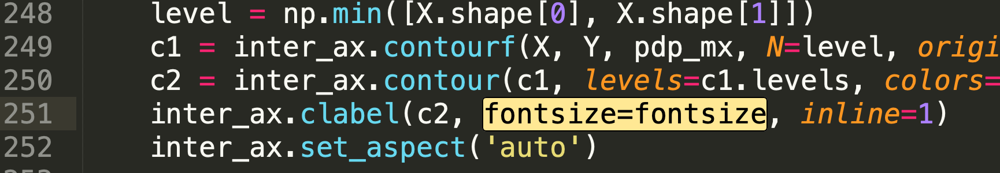 248 level = np.min([X.shape[0], X.shape[1]])
249 c1 = inter_ax.contourf(X, Y, pdp_mx, N=level, origi
250 c2 = inter_ax.contour(c1, levels=c1.levels, colors=
251 inter_ax.clabel(c2, fontsize=fontsize, inline=1)
252 inter_ax.set_aspect('auto')